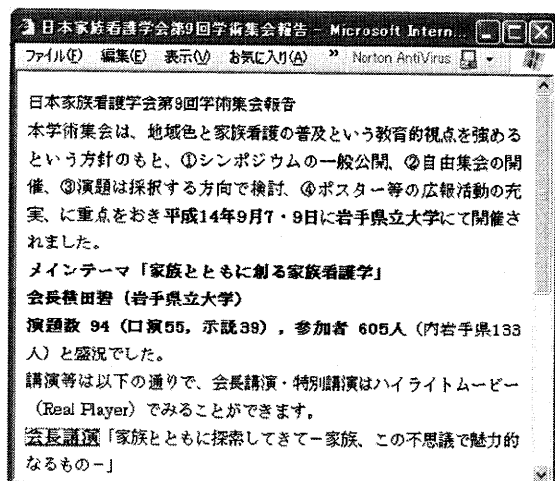 日本家族看護学会第9回学術集会報告 - Microsoft Intern...
ファイル(F) 編集(E) 表示(V) お気に入り(A) » Norton AntiVirus
日本家族看護学会第9回学術集会報告
本学術集会は、地域色と家族看護の普及という教育的視点を強める
という方針のもと、①シンポジウムの一般公開、②自由集会の開
催、③演題は採択する方向で検討、④ポスター等の広報活動の充
実、に重点をおき平成14年9月7・9日に岩手県立大学にて開催さ
れました。
メインテーマ「家族とともに創る家族看護学」
会長横田碧（岩手県立大学）
演題数 94（口演55，示説39），参加者 605人（内岩手県133
人）と盛況でした。
講演等は以下の通りで、会長講演・特別講演はハイライトムービー
（Real Player）でみることができます。
会長講演「家族とともに探索してきて－家族、この不思議で魅力的
なるもの－」